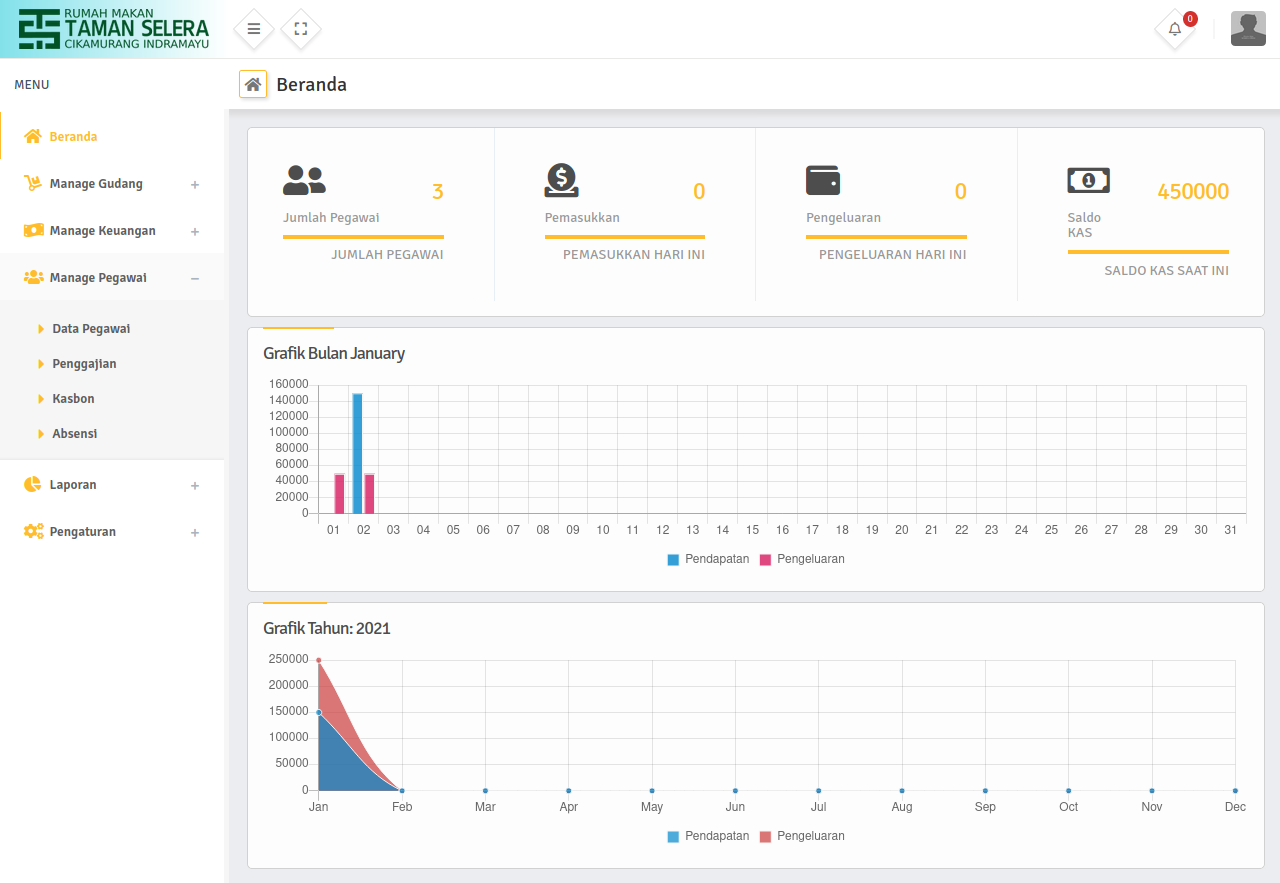 RUMAH MAKAN
TAMAN SELERA
CIKAMURANG INDRAMAYU
0
MENU
Beranda
Manage Gudang +
Manage Keuangan +
Manage Pegawai −
Data Pegawai
Penggajian
Kasbon
Absensi
Laporan +
Pengaturan +
Beranda
3
Jumlah Pegawai
JUMLAH PEGAWAI
0
Pemasukkan
PEMASUKKAN HARI INI
0
Pengeluaran
PENGELUARAN HARI INI
450000
Saldo
KAS
SALDO KAS SAAT INI
Grafik Bulan January
160000
140000
120000
100000
80000
60000
40000
20000
0
01 02 03 04 05 06 07 08 09 10 11 12 13 14 15 16 17 18 19 20 21 22 23 24 25 26 27 28 29 30 31
Pendapatan Pengeluaran
Grafik Tahun: 2021
250000
200000
150000
100000
50000
0
Jan Feb Mar Apr May Jun Jul Aug Sep Oct Nov Dec
Pendapatan Pengeluaran